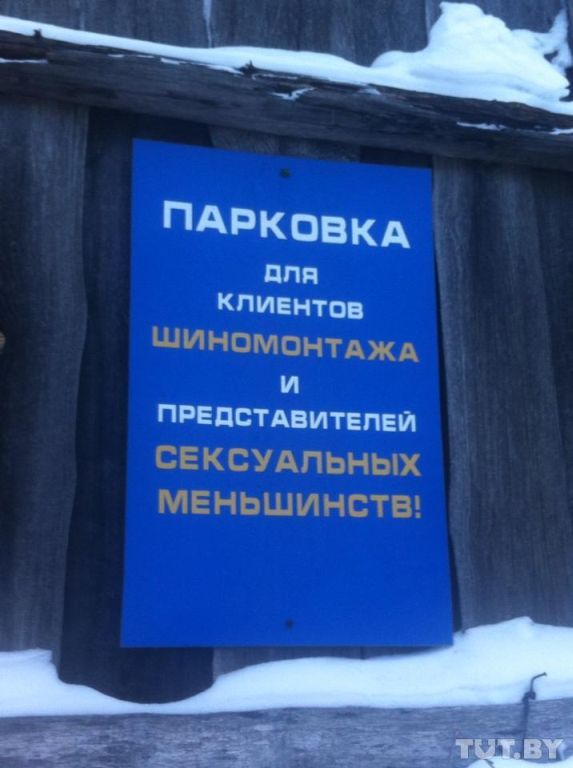 ПАРКОВКА
ДЛЯ
КЛИЕНТОВ
ШИНОМОНТАЖА
И
ПРЕДСТАВИТЕЛЕЙ
СЕКСУАЛЬНЫХ
МЕНЬШИНСТВ!
TUT.BY